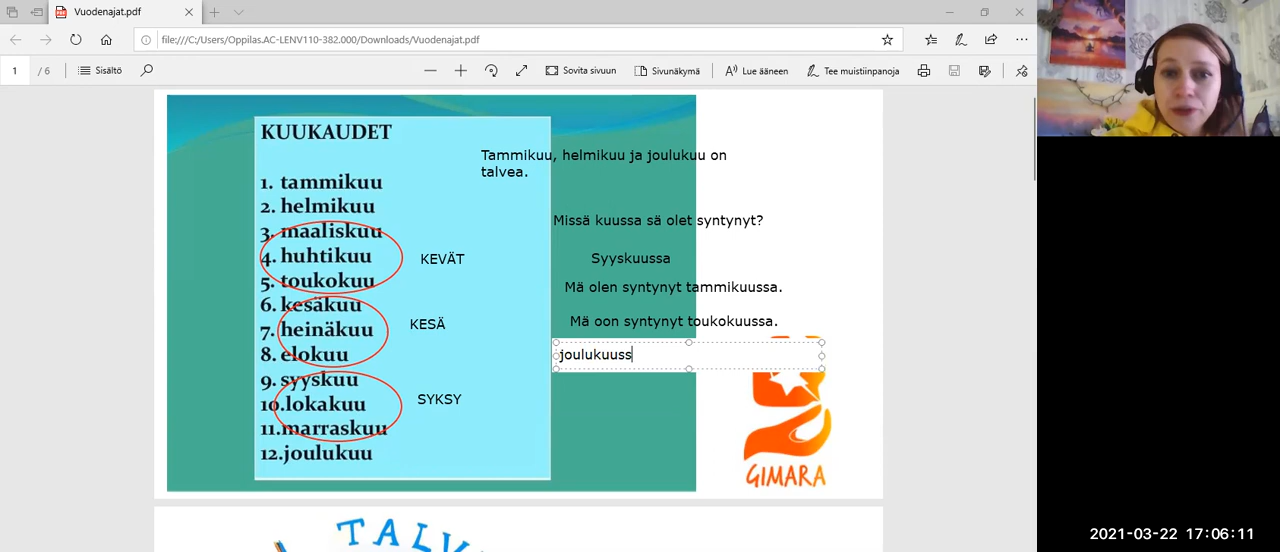 Vuodenajat.pdf
file:///C:/Users/Oppilas.AC-LENV110-382.000/Downloads/Vuodenajat.pdf
1 / 6
Sisältö
Sovita sivuun
Sivunäkymä
Lue ääneen
Tee muistiinpanoja
KUUKAUDET
Tammikuu, helmikuu ja joulukuu on
talvea.
1. tammikuu
2. helmikuu
3. maaliskuu
4. huhtikuu
5. toukokuu
6. kesäkuu
7. heinäkuu
8. elokuu
9. syyskuu
10.lokakuu
11.marraskuu
12.joulukuu
KEVÄT
KESÄ
SYKSY
Missä kuussa sä olet syntynyt?
Syyskuussa
Mä olen syntynyt tammikuussa.
Mä oon syntynyt toukokuussa.
joulukuuss
GIMARA
2021-03-22 17:06:11